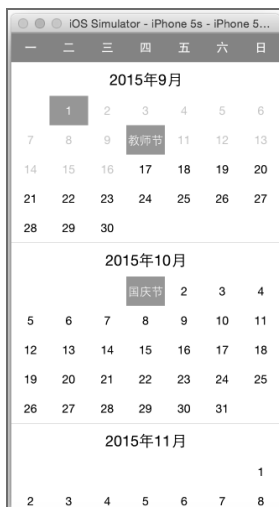 iOS Simulator - iPhone 5s - iPhone 5...
一 二 三 四 五 六 日
2015年9月
1 2 3 4 5 6
7 8 9 教师节 11 12 13
14 15 16 17 18 19 20
21 22 23 24 25 26 27
28 29 30
2015年10月
国庆节 2 3 4
5 6 7 8 9 10 11
12 13 14 15 16 17 18
19 20 21 22 23 24 25
26 27 28 29 30 31
2015年11月
1
2 3 4 5 6 7 8